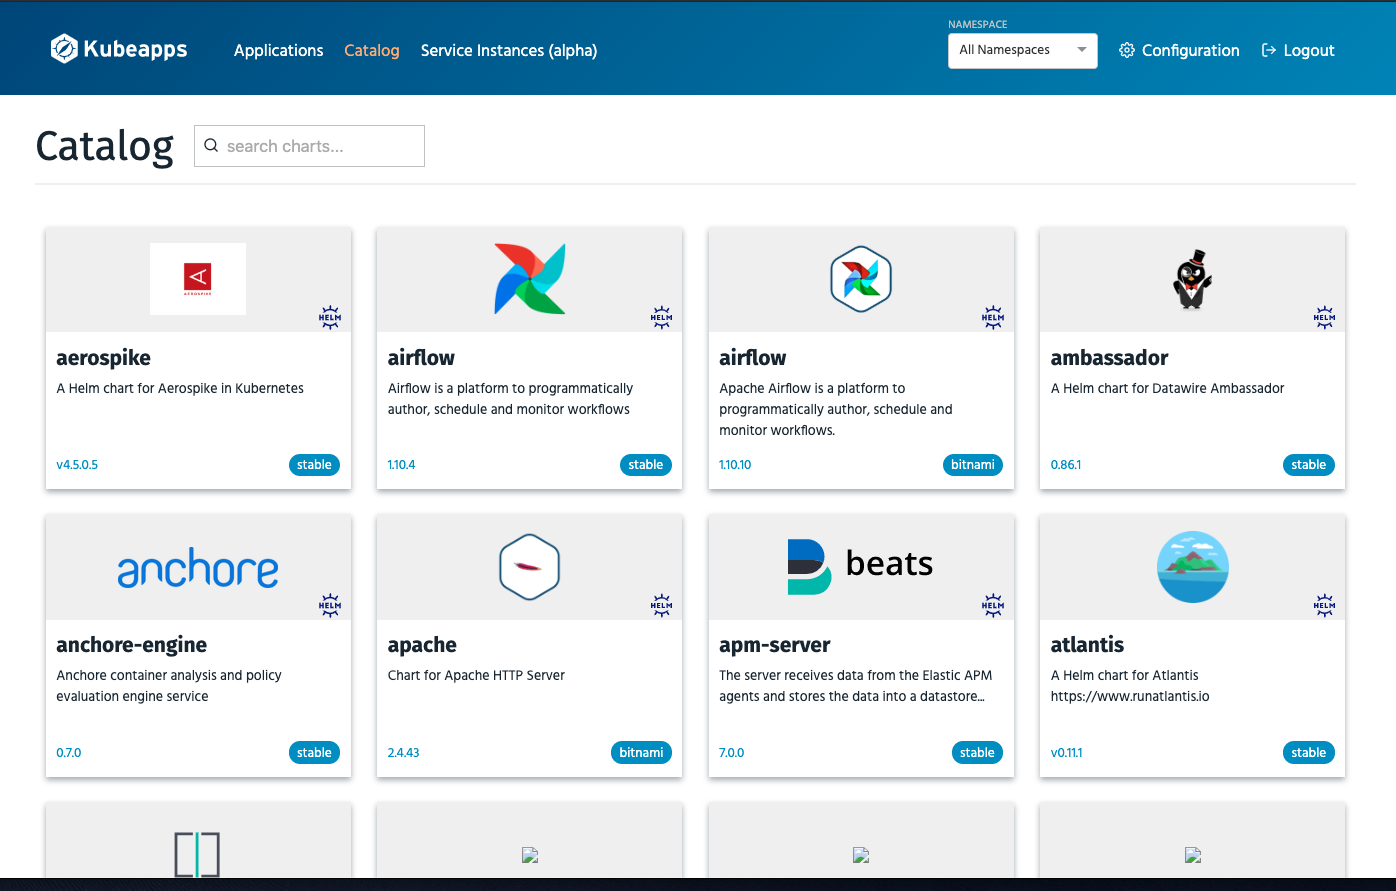 NAMESPACE
Kubeapps Applications Catalog Service Instances (alpha) All Namespaces Configuration Logout
Catalog search charts...
AEROSPIKE
HELM HELM HELM HELM
aerospike
A Helm chart for Aerospike in Kubernetes
v4.5.0.5 stable
airflow
Airflow is a platform to programmatically
author, schedule and monitor workflows
1.10.4 stable
airflow
Apache Airflow is a platform to
programmatically author, schedule and
monitor workflows.
1.10.10 bitnami
ambassador
A Helm chart for Datawire Ambassador
0.86.1 stable
anchore
beats
HELM HELM HELM HELM
anchore-engine
Anchore container analysis and policy
evaluation engine service
0.7.0 stable
apache
Chart for Apache HTTP Server
2.4.43 bitnami
apm-server
The server receives data from the Elastic APM
agents and stores the data into a datastore...
7.0.0 stable
atlantis
A Helm chart for Atlantis
https://www.runatlantis.io
v0.11.1 stable